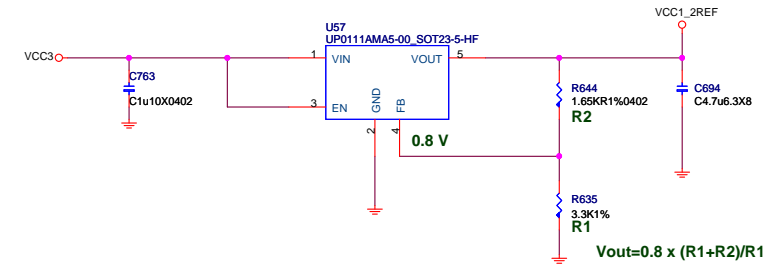 VCC1_2REF
U57
UP0111AMA5-00_SOT23-5-HF
VCC3
1 VIN VOUT 5
C763
C1u10X0402
R644
1.65KR1%0402
R2
C694
C4.7u6.3X8
3 EN
GND
FB
2
4
0.8 V
R635
3.3K1%
R1
Vout=0.8 x (R1+R2)/R1